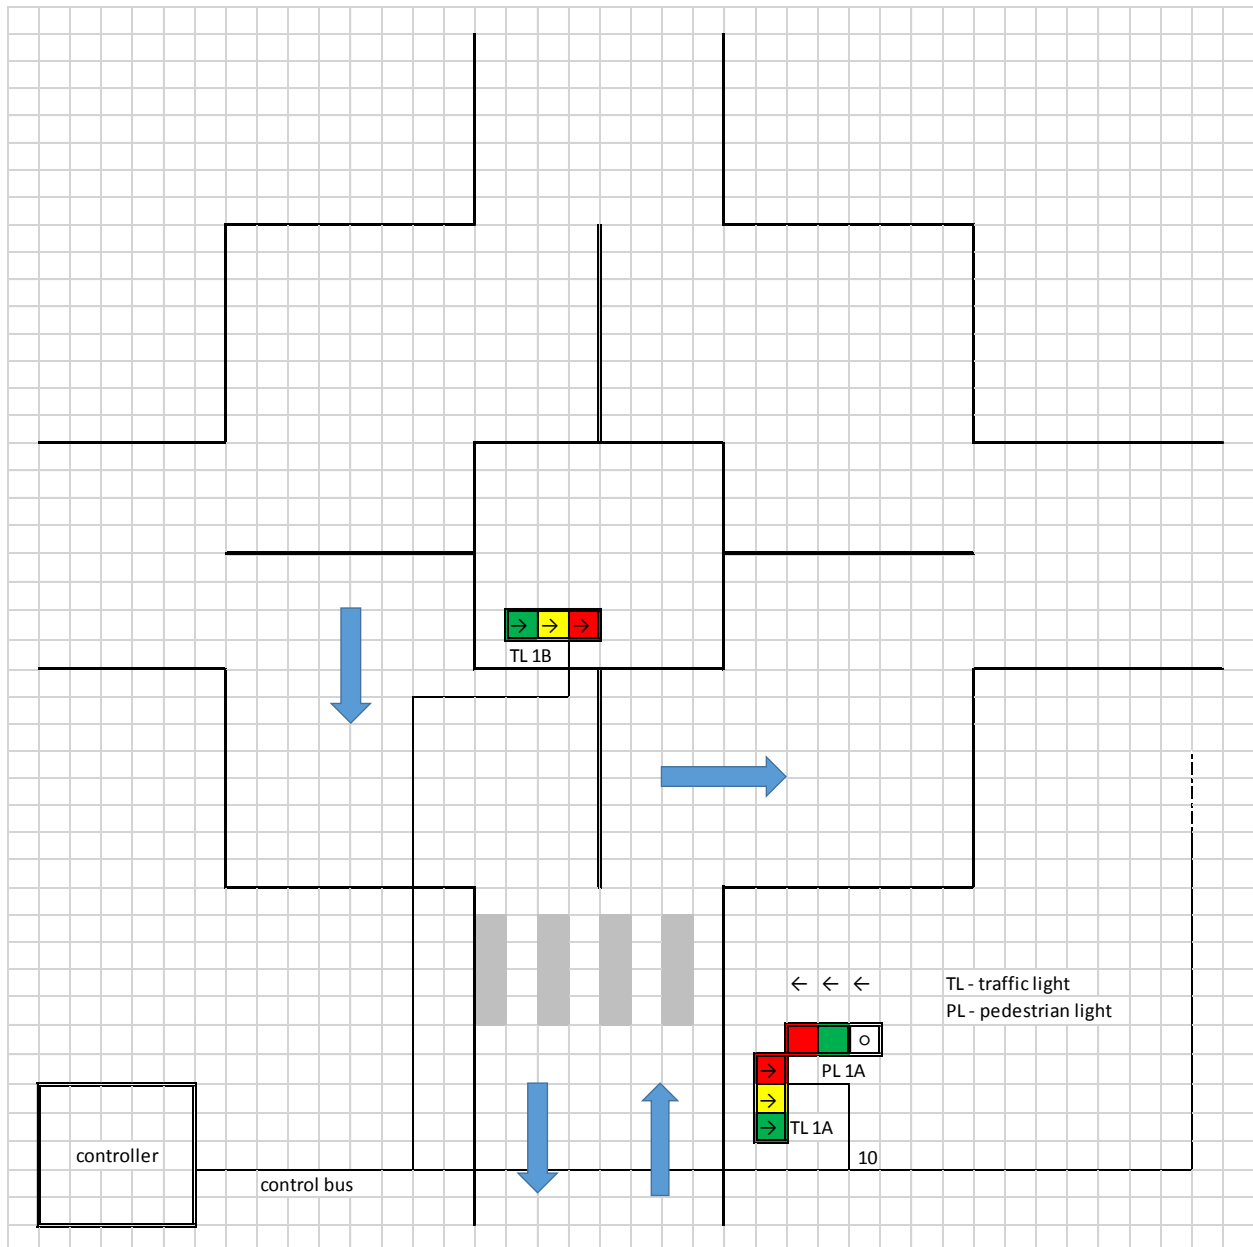 TL 1B
TL - traffic light
PL - pedestrian light
PL 1A
TL 1A
controller
10
control bus